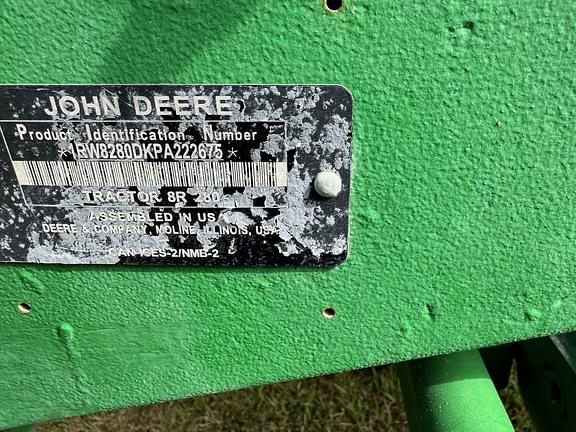 JOHN DEERE
Product Identification Number
*1RW8280DKPA222675*
TRACTOR 8R 280
ASSEMBLED IN USA
DEERE & COMPANY, MOLINE, ILLINOIS, USA
CAN ICES-2/NMB-2